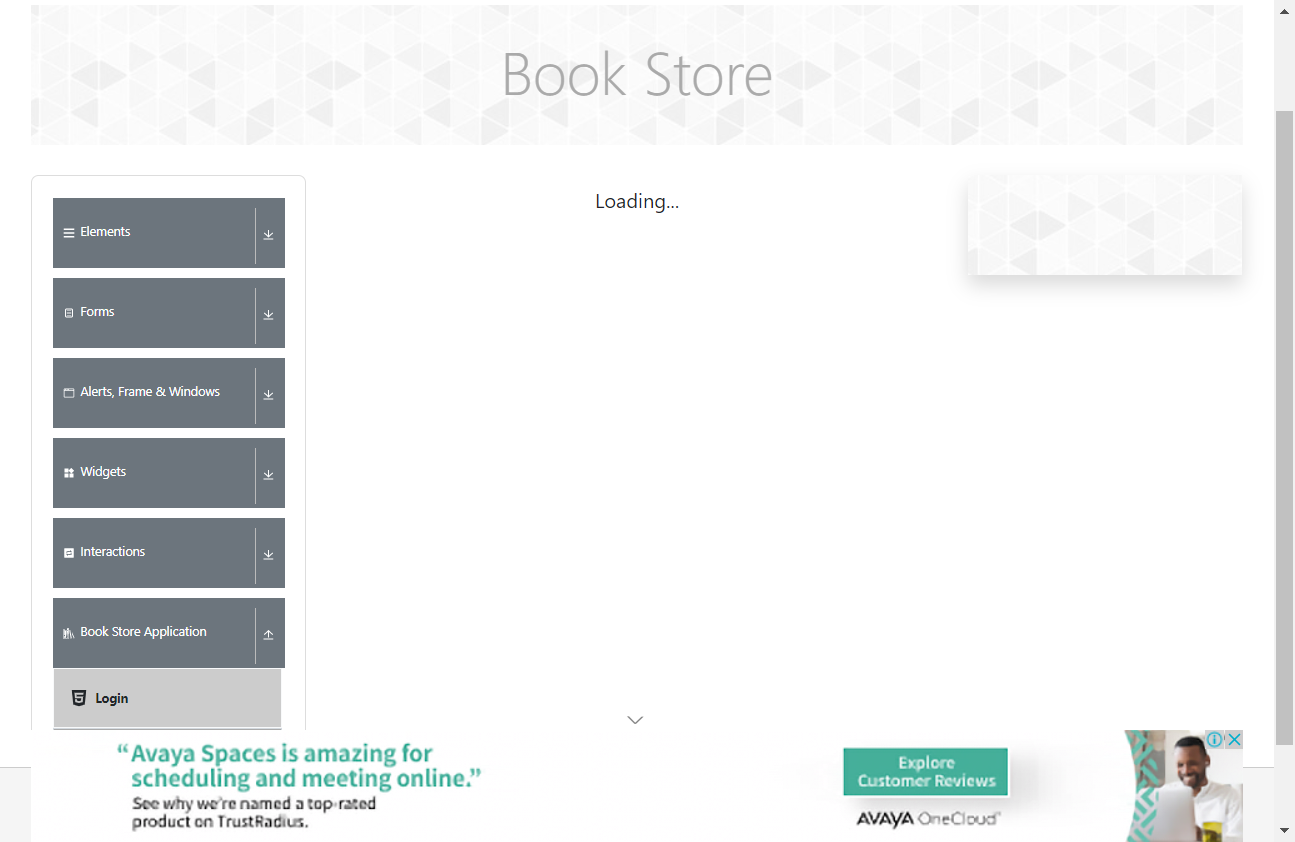 Book Store
Elements
Forms
Alerts, Frame & Windows
Widgets
Interactions
Book Store Application
Login
Loading...
“Avaya Spaces is amazing for
scheduling and meeting online.”
See why we're named a top-rated
product on TrustRadius.
Explore
Customer Reviews
AVAYA OneCloud™